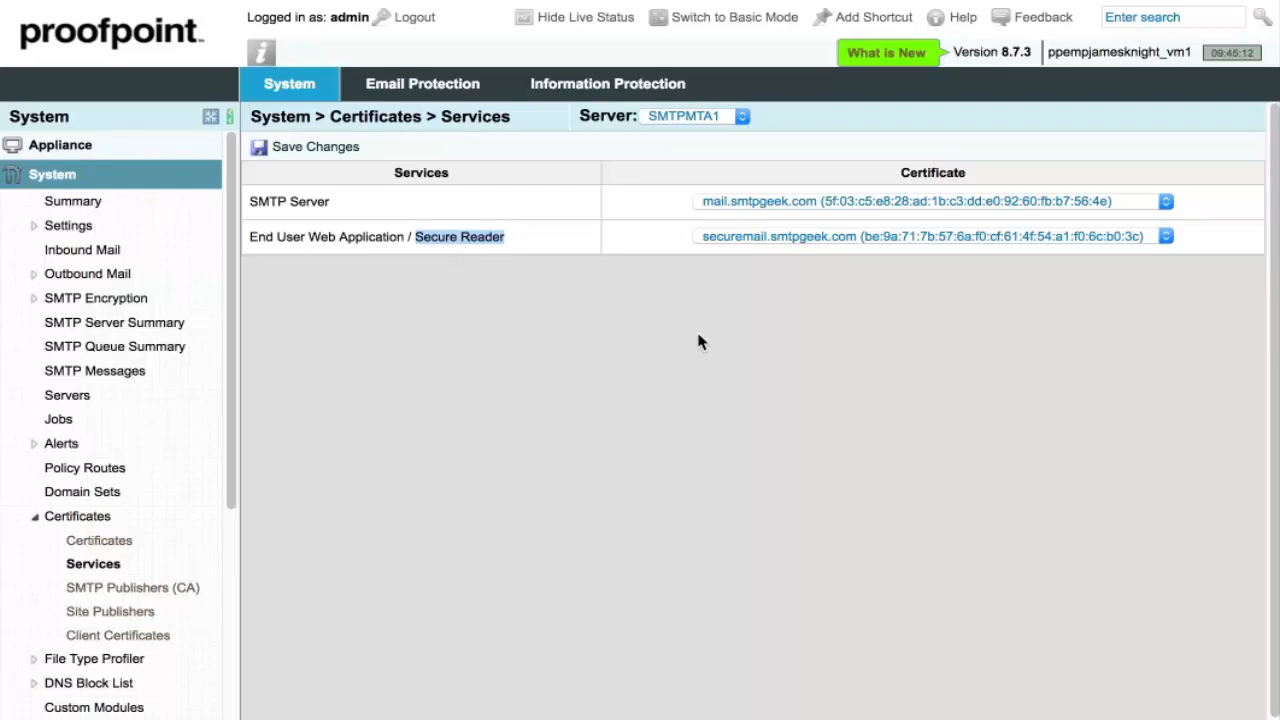 proofpoint™
Logged in as: admin Logout Hide Live Status Switch to Basic Mode Add Shortcut Help Feedback Enter search
What is New Version 8.7.3 ppempjamesknight_vm1 09:45:12
System Email Protection Information Protection
System
System > Certificates > Services Server: SMTPMTA1
Appliance
Save Changes
System
Services Certificate
Summary
SMTP Server mail.smtpgeek.com (5f:03:c5:e8:28:ad:1b:c3:dd:e0:92:60:fb:b7:56:4e)
Settings
End User Web Application / Secure Reader securemail.smtpgeek.com (be:9a:71:7b:57:6a:f0:cf:61:4f:54:a1:f0:6c:b0:3c)
Inbound Mail
Outbound Mail
SMTP Encryption
SMTP Server Summary
SMTP Queue Summary
SMTP Messages
Servers
Jobs
Alerts
Policy Routes
Domain Sets
Certificates
Certificates
Services
SMTP Publishers (CA)
Site Publishers
Client Certificates
File Type Profiler
DNS Block List
Custom Modules